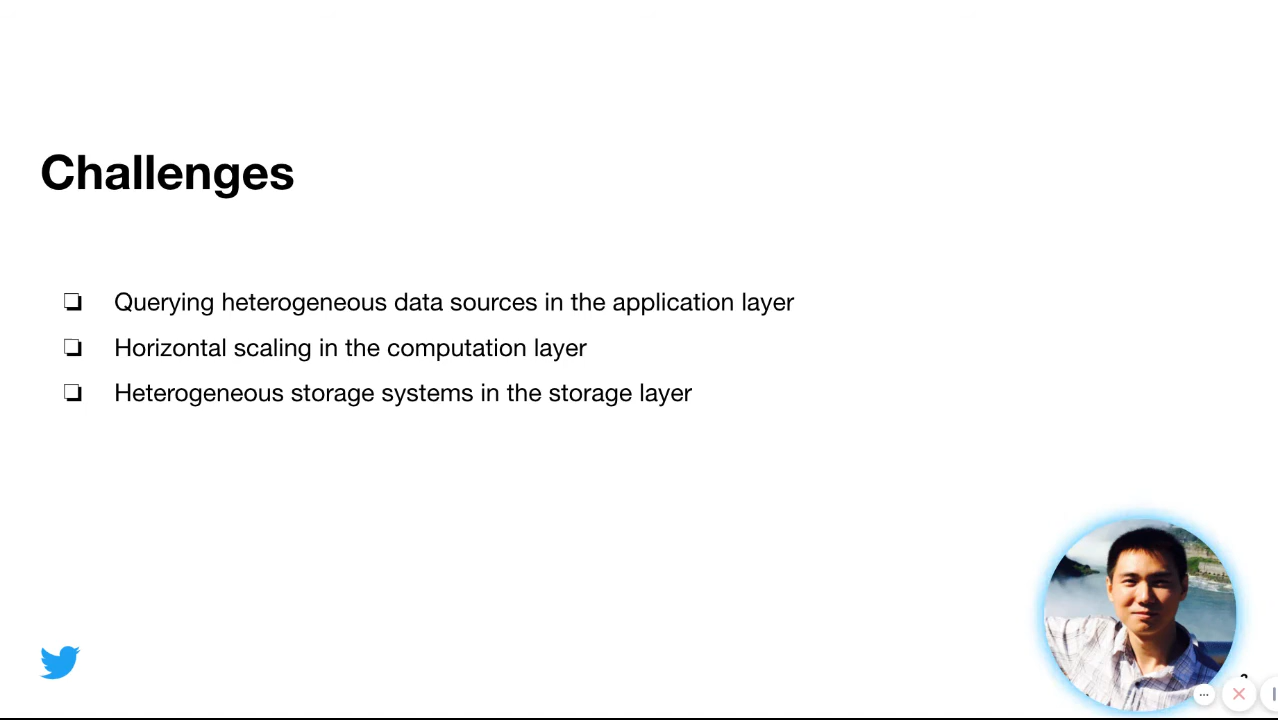 Challenges
Querying heterogeneous data sources in the application layer
Horizontal scaling in the computation layer
Heterogeneous storage systems in the storage layer